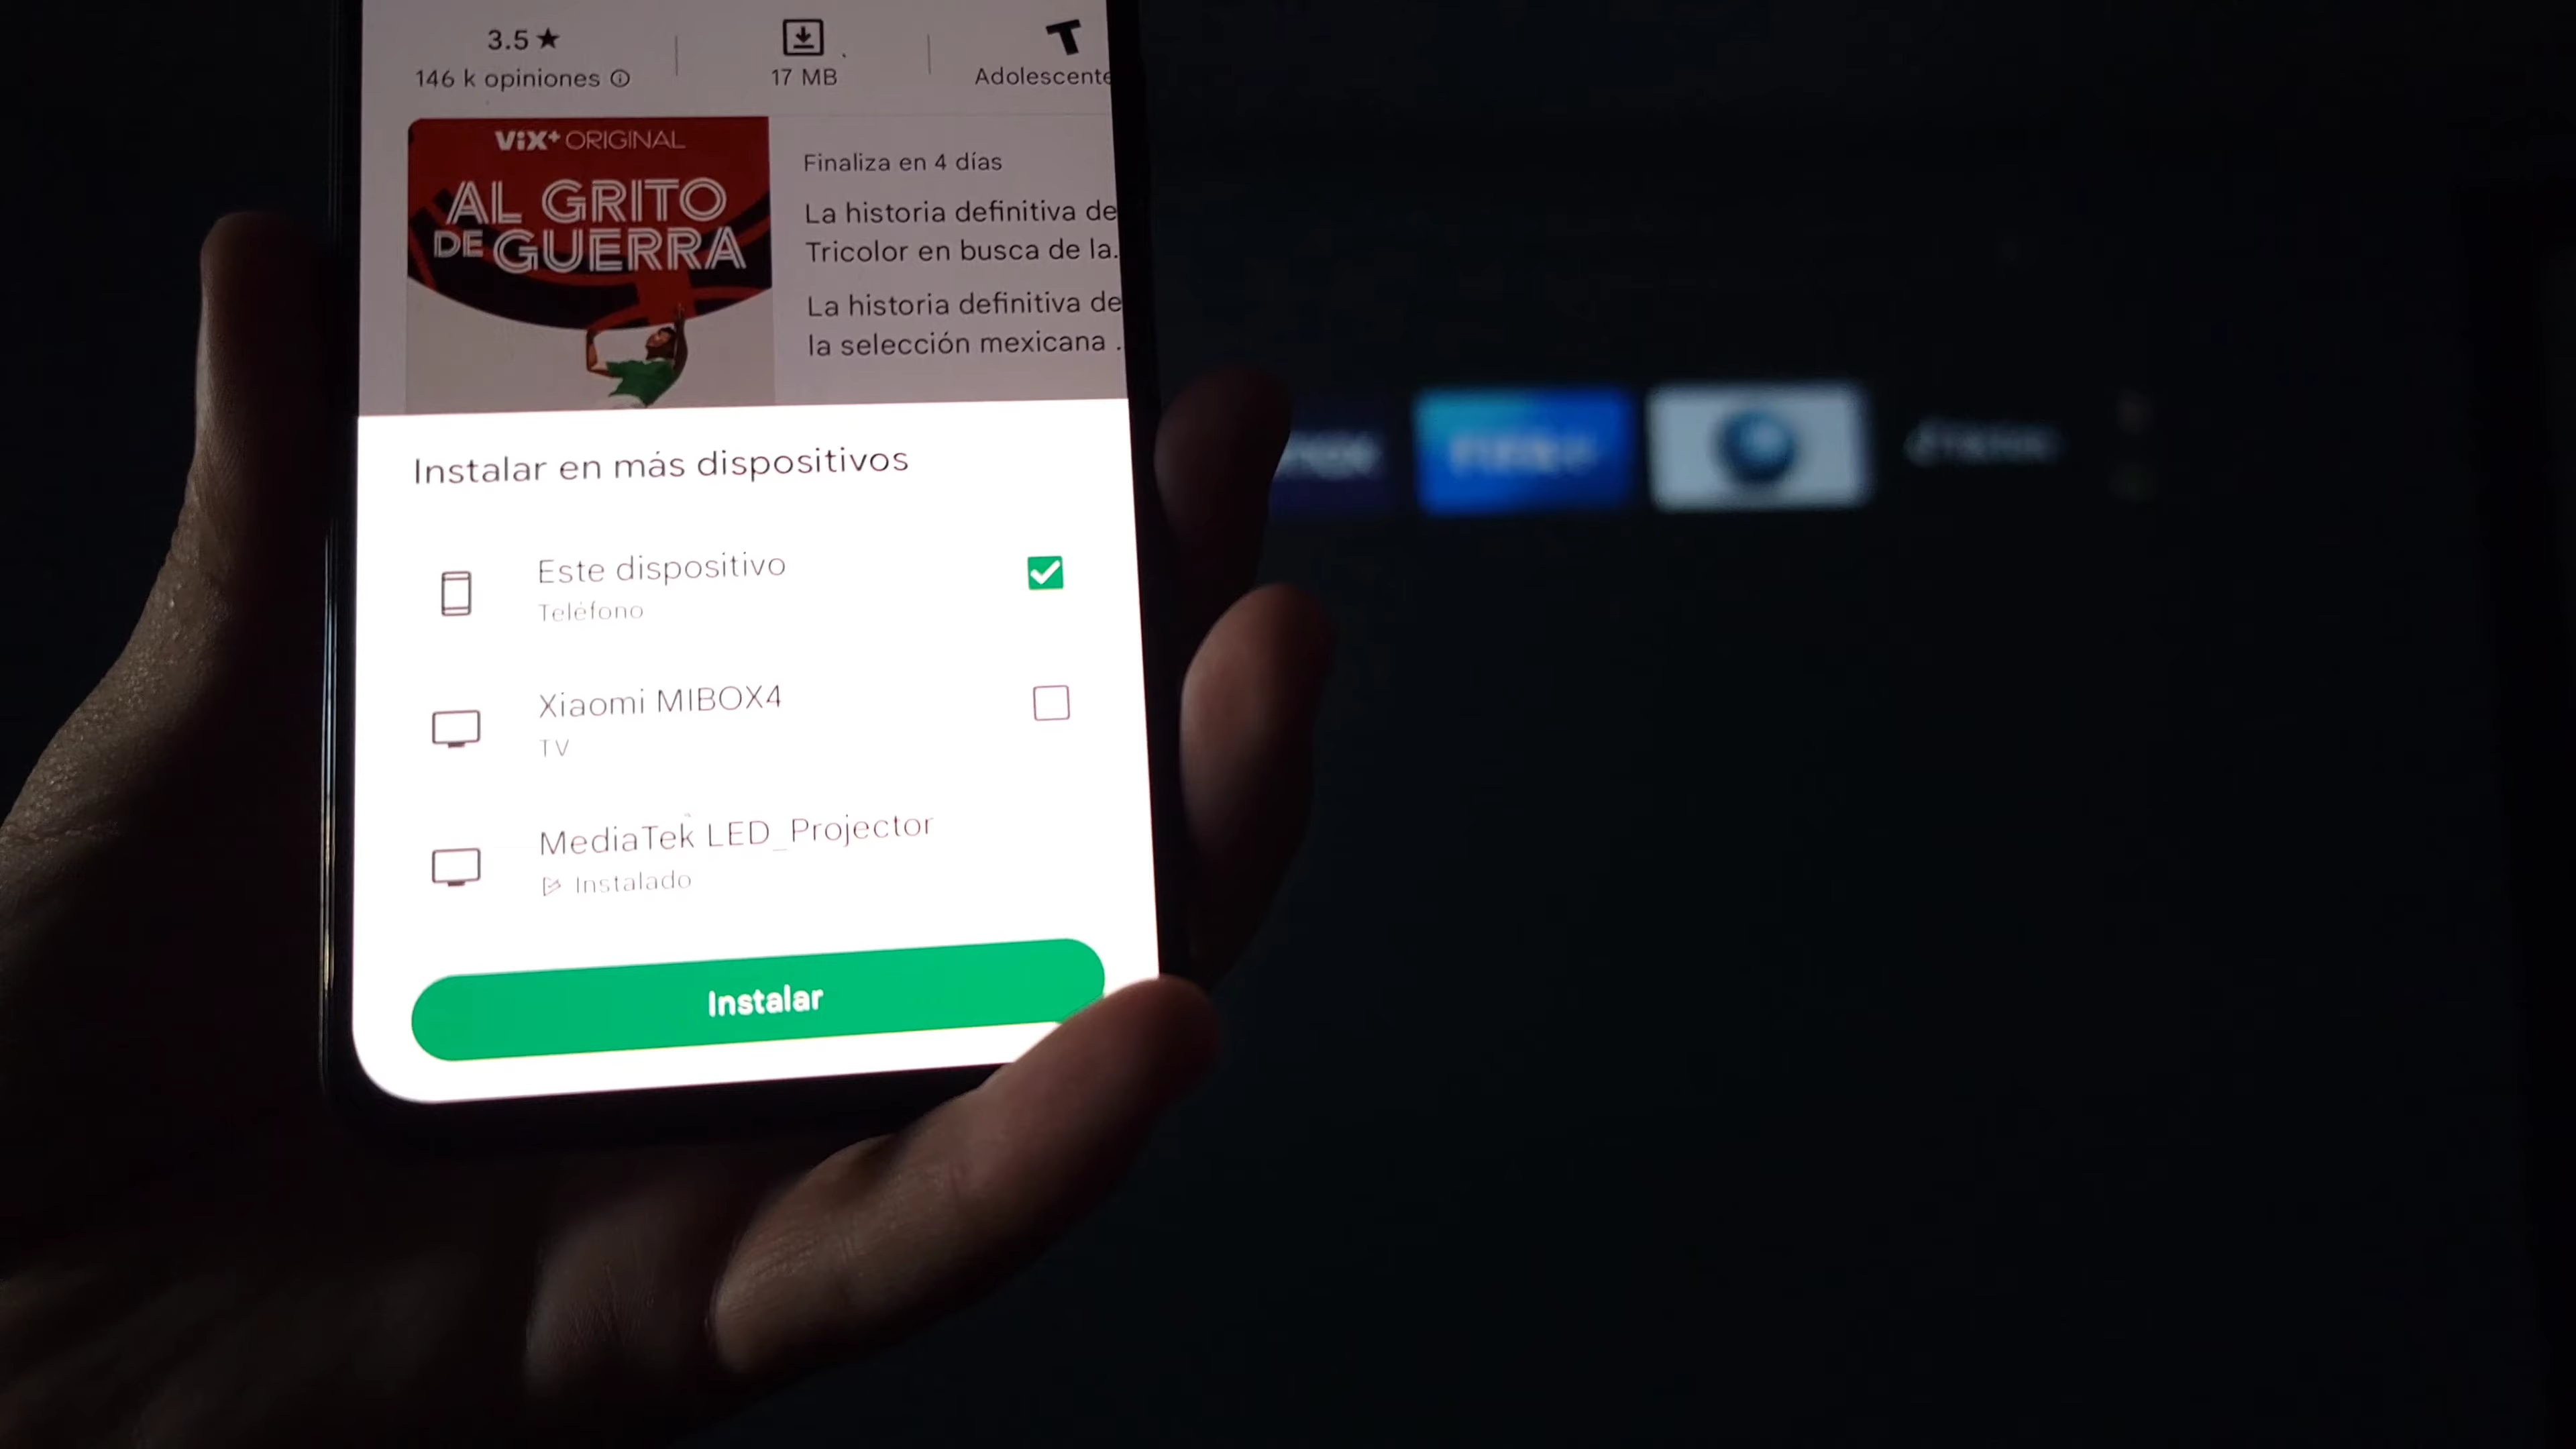 3.5 ★
146 k opiniones
17 MB
Adolescente
ViX+ ORIGINAL
AL GRITO
DE GUERRA
Finaliza en 4 días
La historia definitiva de
Tricolor en busca de la.
La historia definitiva de
la selección mexicana .
Instalar en más dispositivos
Este dispositivo
Teléfono
Xiaomi MIBOX4
TV
MediaTek LED_Projector
Instalado
Instalar